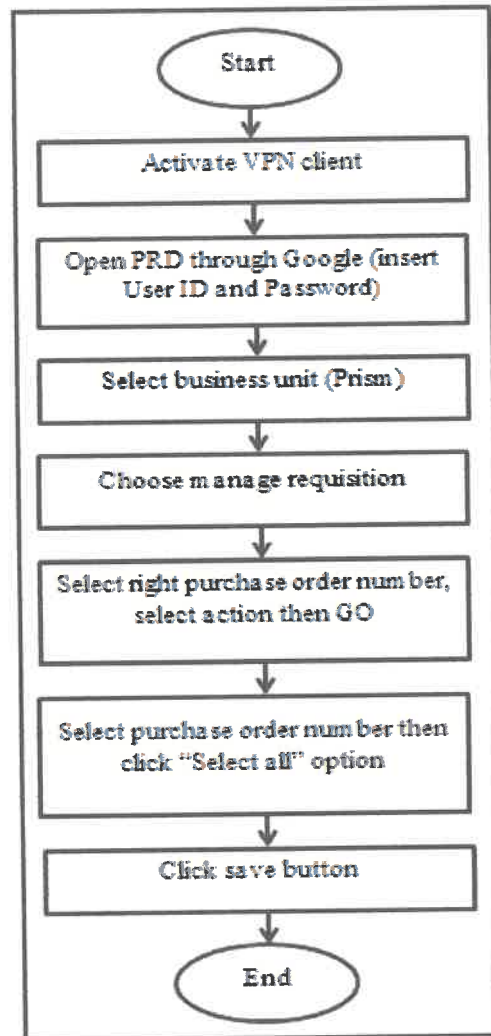 Start
Activate VPN client
Open PRD through Google (insert
User ID and Password)
Select business unit (Prism)
Choose manage requisition
Select right purchase order number,
select action then GO
Select purchase order number then
click “Select all” option
Click save button
End